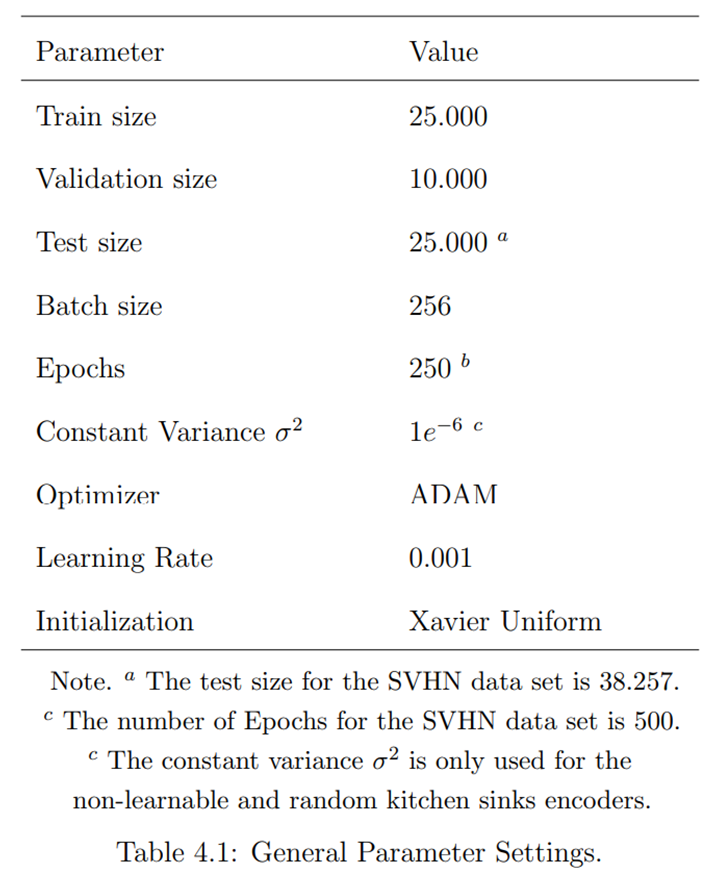 Parameter Value
Train size 25.000
Validation size 10.000
Test size 25.000 ᵃ
Batch size 256
Epochs 250 ᵇ
Constant Variance σ² 1e⁻⁶ ᶜ
Optimizer ADAM
Learning Rate 0.001
Initialization Xavier Uniform
Note. ᵃ The test size for the SVHN data set is 38.257.
ᶜ The number of Epochs for the SVHN data set is 500.
ᶜ The constant variance σ² is only used for the
non-learnable and random kitchen sinks encoders.
Table 4.1: General Parameter Settings.